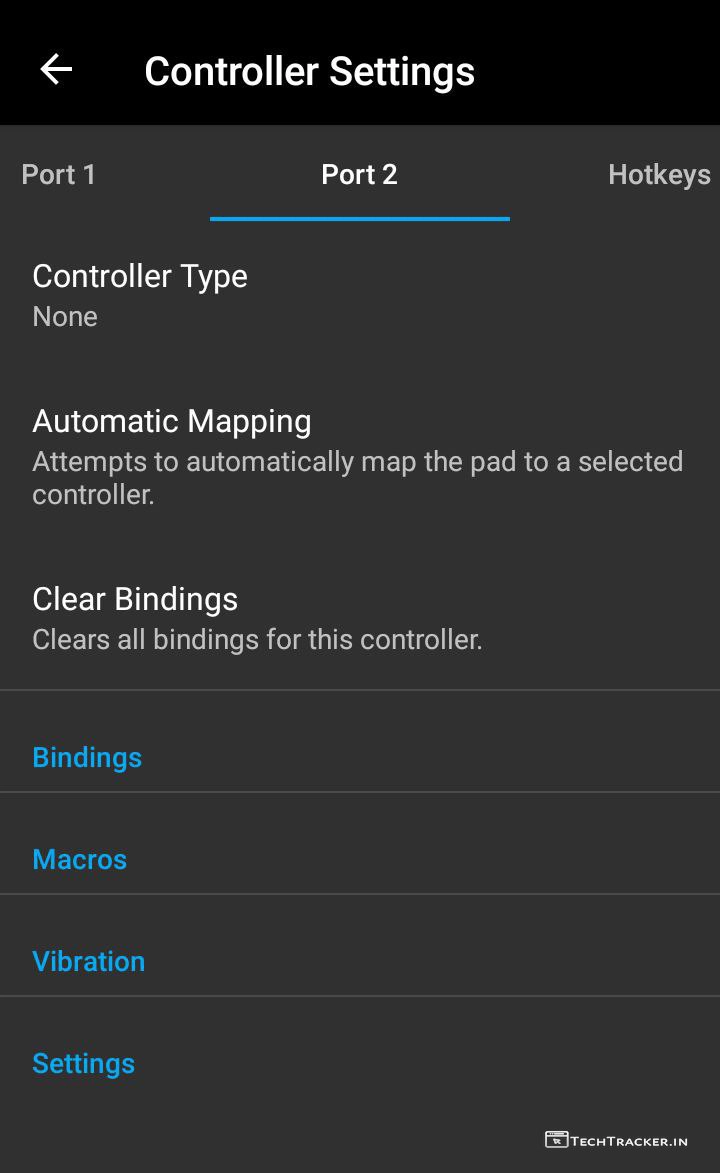 Controller Settings
Port 1 Port 2 Hotkeys
Controller Type
None
Automatic Mapping
Attempts to automatically map the pad to a selected
controller.
Clear Bindings
Clears all bindings for this controller.
Bindings
Macros
Vibration
Settings
TechTracker.in